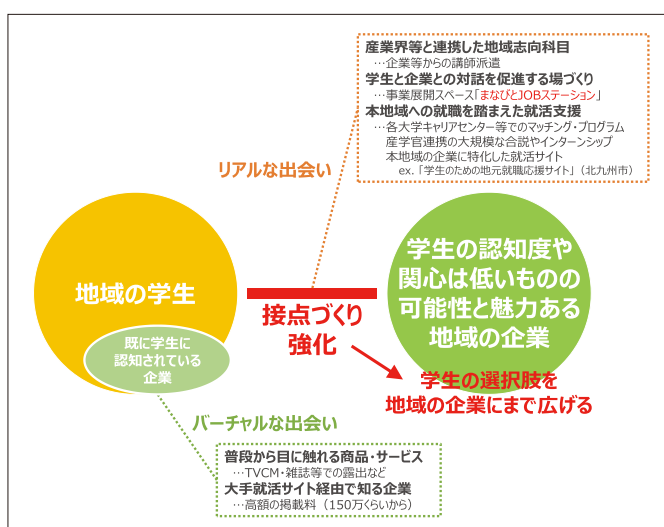 産業界等と連携した地域志向科目
…企業等からの講師派遣
学生と企業との対話を促進する場づくり
…事業展開スペース「まなびとJOBステーション」
本地域への就職を踏まえた就活支援
…各大学キャリアセンター等でのマッチング・プログラム
産学官連携の大規模な合説やインターンシップ
本地域の企業に特化した就活サイト
ex. 「学生のための地元就職応援サイト」（北九州市）
リアルな出会い
地域の学生
既に学生に
認知されている
企業
接点づくり
強化
学生の認知度や
関心は低いものの
可能性と魅力ある
地域の企業
学生の選択肢を
地域の企業にまで広げる
バーチャルな出会い
普段から目に触れる商品・サービス
…TVCM・雑誌等での露出など
大手就活サイト経由で知る企業
…高額の掲載料（150万くらいから）